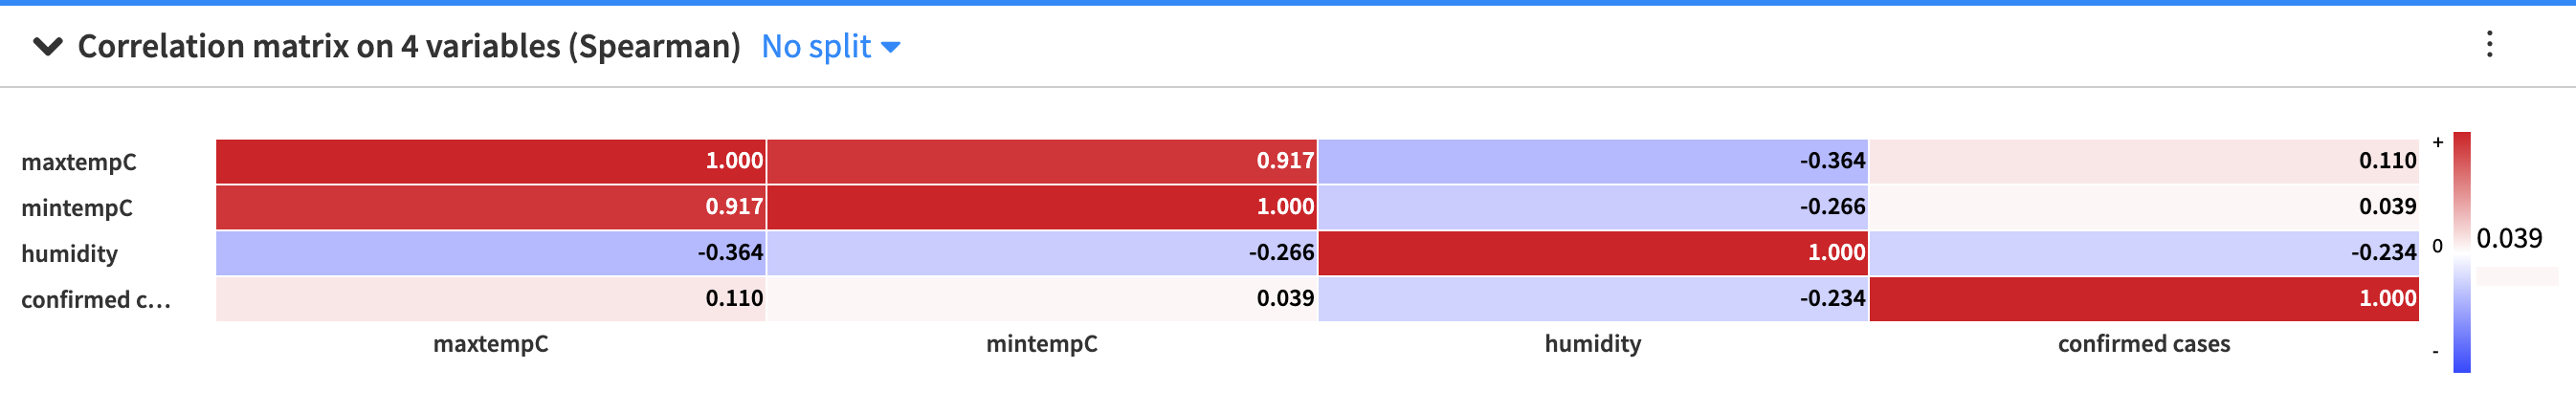 Correlation matrix on 4 variables (Spearman) No split
maxtempC 1.000 0.917 -0.364 0.110 +
mintempC 0.917 1.000 -0.266 0.039
humidity -0.364 -0.266 1.000 -0.234 0 0.039
confirmed c... 0.110 0.039 -0.234 1.000
maxtempC mintempC humidity confirmed cases -